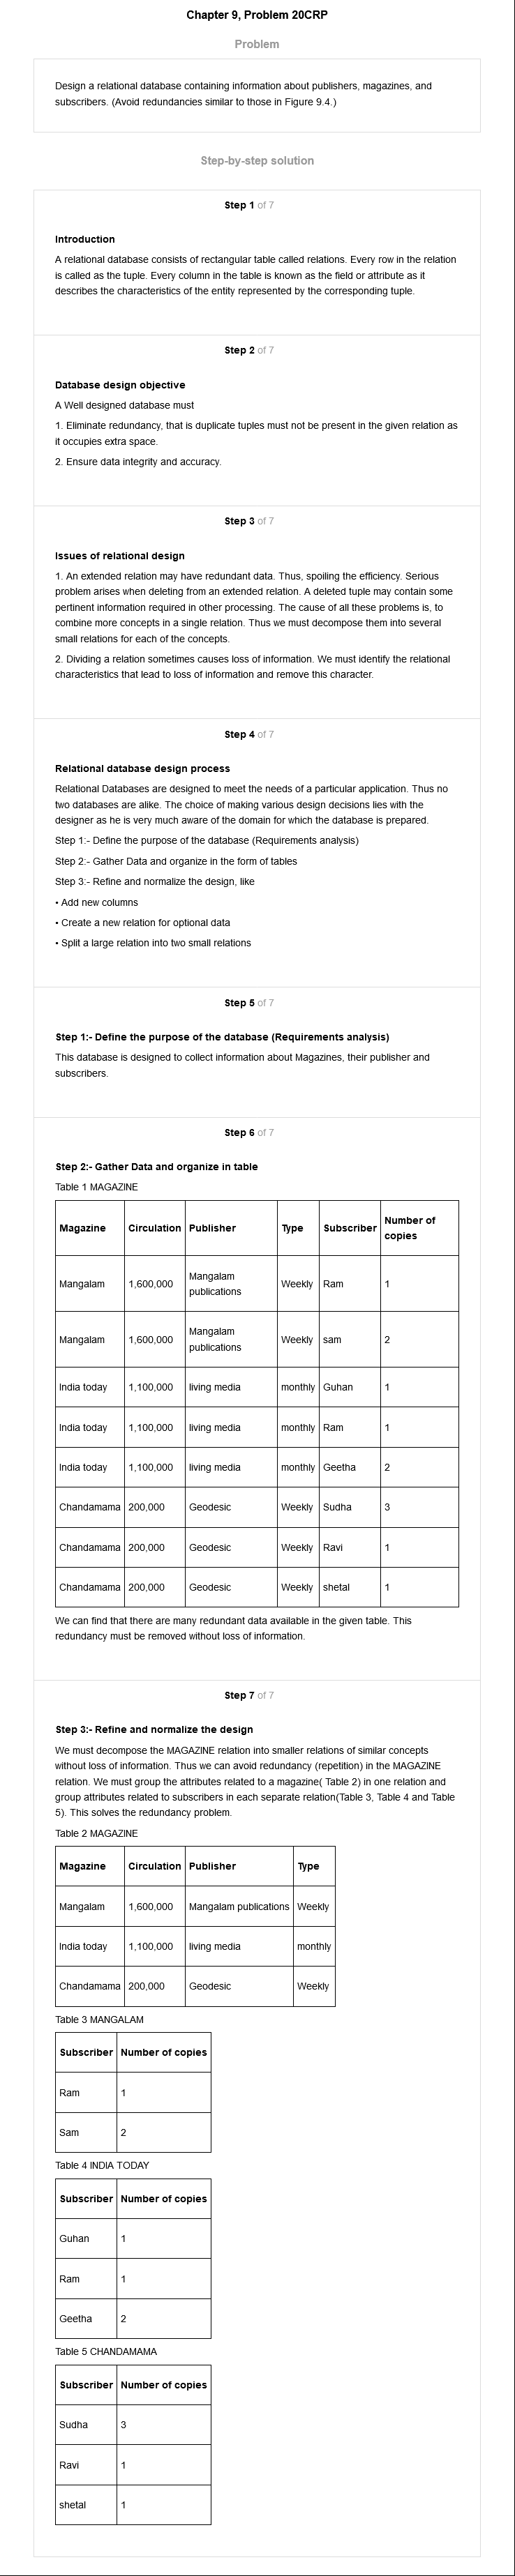 Chapter 9, Problem 20CRP
Problem
Design a relational database containing information about publishers, magazines, and
subscribers. (Avoid redundancies similar to those in Figure 9.4.)
Step-by-step solution
Step 1 of 7
Introduction
A relational database consists of rectangular table called relations. Every row in the relation
is called as the tuple. Every column in the table is known as the field or attribute as it
describes the characteristics of the entity represented by the corresponding tuple.
Step 2 of 7
Database design objective
A Well designed database must
1. Eliminate redundancy, that is duplicate tuples must not be present in the given relation as
it occupies extra space.
2. Ensure data integrity and accuracy.
Step 3 of 7
Issues of relational design
1. An extended relation may have redundant data. Thus, spoiling the efficiency. Serious
problem arises when deleting from an extended relation. A deleted tuple may contain some
pertinent information required in other processing. The cause of all these problems is, to
combine more concepts in a single relation. Thus we must decompose them into several
small relations for each of the concepts.
2. Dividing a relation sometimes causes loss of information. We must identify the relational
characteristics that lead to loss of information and remove this character.
Step 4 of 7
Relational database design process
Relational Databases are designed to meet the needs of a particular application. Thus no
two databases are alike. The choice of making various design decisions lies with the
designer as he is very much aware of the domain for which the database is prepared.
Step 1:- Define the purpose of the database (Requirements analysis)
Step 2:- Gather Data and organize in the form of tables
Step 3:- Refine and normalize the design, like
• Add new columns
• Create a new relation for optional data
• Split a large relation into two small relations
Step 5 of 7
Step 1:- Define the purpose of the database (Requirements analysis)
This database is designed to collect information about Magazines, their publisher and
subscribers.
Step 6 of 7
Step 2:- Gather Data and organize in table
Table 1 MAGAZINE
Magazine Circulation Publisher Type Subscriber Number of
copies
Mangalam 1,600,000 Mangalam
publications Weekly Ram 1
Mangalam 1,600,000 Mangalam
publications Weekly sam 2
India today 1,100,000 living media monthly Guhan 1
India today 1,100,000 living media monthly Ram 1
India today 1,100,000 living media monthly Geetha 2
Chandamama 200,000 Geodesic Weekly Sudha 3
Chandamama 200,000 Geodesic Weekly Ravi 1
Chandamama 200,000 Geodesic Weekly shetal 1
We can find that there are many redundant data available in the given table. This
redundancy must be removed without loss of information.
Step 7 of 7
Step 3:- Refine and normalize the design
We must decompose the MAGAZINE relation into smaller relations of similar concepts
without loss of information. Thus we can avoid redundancy (repetition) in the MAGAZINE
relation. We must group the attributes related to a magazine( Table 2) in one relation and
group attributes related to subscribers in each separate relation(Table 3, Table 4 and Table
5). This solves the redundancy problem.
Table 2 MAGAZINE
Magazine Circulation Publisher Type
Mangalam 1,600,000 Mangalam publications Weekly
India today 1,100,000 living media monthly
Chandamama 200,000 Geodesic Weekly
Table 3 MANGALAM
Subscriber Number of copies
Ram 1
Sam 2
Table 4 INDIA TODAY
Subscriber Number of copies
Guhan 1
Ram 1
Geetha 2
Table 5 CHANDAMAMA
Subscriber Number of copies
Sudha 3
Ravi 1
shetal 1